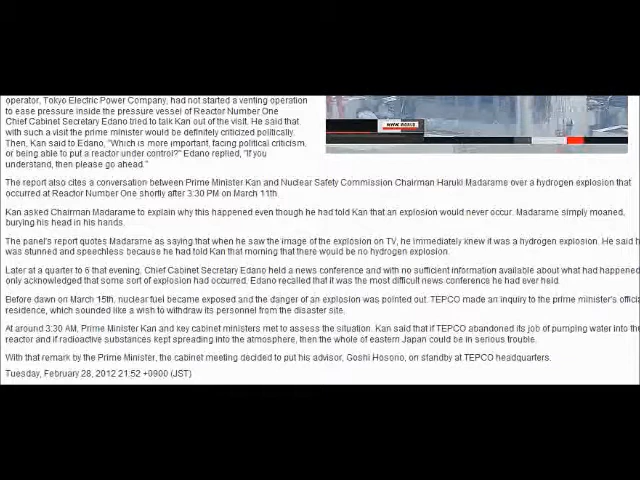 operator, Tokyo Electric Power Company, had not started a venting operation
to ease pressure inside the pressure vessel of Reactor Number One
Chief Cabinet Secretary Edano tried to talk Kan out of the visit. He said that
with such a visit the prime minister would be definitely criticized politically.
Then, Kan said to Edano, "Which is more important, facing political criticism,
or being able to put a reactor under control?" Edano replied, "If you
understand, then please go ahead."
The report also cites a conversation between Prime Minister Kan and Nuclear Safety Commission Chairman Haruki Madarame over a hydrogen explosion that
occurred at Reactor Number One shortly after 3:30 PM on March 11th.
Kan asked Chairman Madarame to explain why this happened even though he had told Kan that an explosion would never occur. Madarame simply moaned,
burying his head in his hands.
The panel's report quotes Madarame as saying that when he saw the image of the explosion on TV, he immediately knew it was a hydrogen explosion. He said h
was stunned and speechless because he had told Kan that morning that there would be no hydrogen explosion.
Later at a quarter to 6 that evening, Chief Cabinet Secretary Edano held a news conference and with no sufficient information available about what had happened
only acknowledged that some sort of explosion had occurred. Edano recalled that it was the most difficult news conference he had ever held.
Before dawn on March 15th, nuclear fuel became exposed and the danger of an explosion was pointed out. TEPCO made an inquiry to the prime minister's offici
residence, which sounded like a wish to withdraw its personnel from the disaster site.
At around 3:30 AM, Prime Minister Kan and key cabinet ministers met to assess the situation. Kan said that if TEPCO abandoned its job of pumping water into the
reactor and if radioactive substances kept spreading into the atmosphere, then the whole of eastern Japan could be in serious trouble.
With that remark by the Prime Minister, the cabinet meeting decided to put his advisor, Goshi Hosono, on standby at TEPCO headquarters.
Tuesday, February 28, 2012 21:52 +0900 (JST)